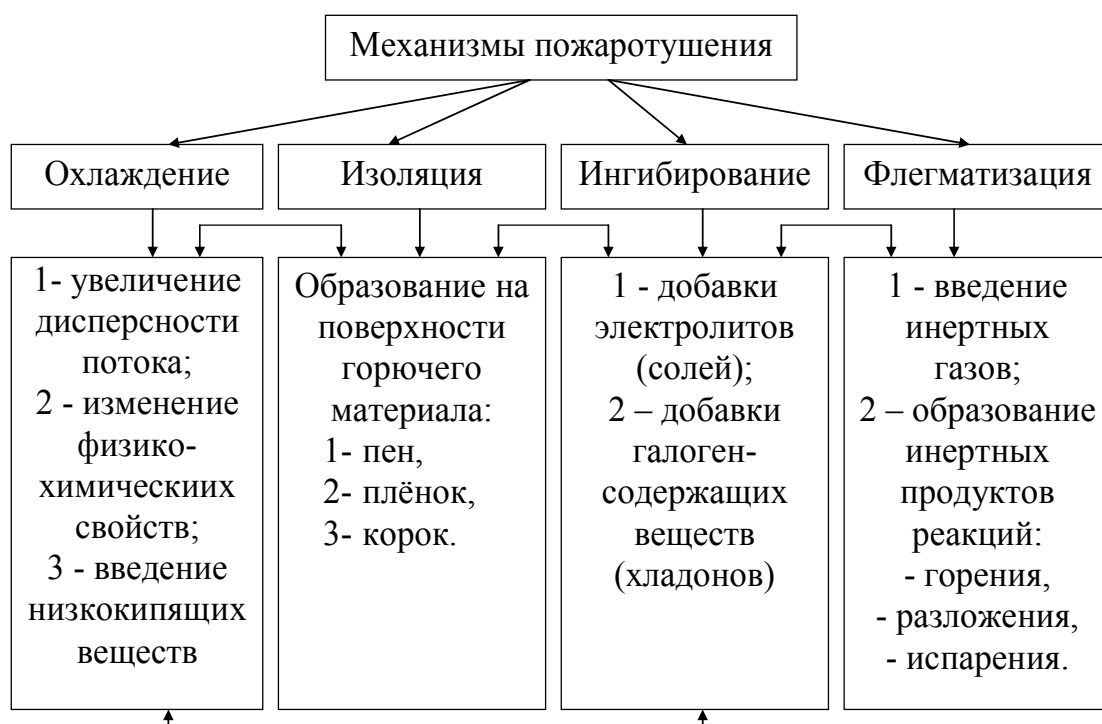 Механизмы пожаротушения
Охлаждение
Изоляция
Ингибирование
Флегматизация
1- увеличение
дисперсности
потока;
2 - изменение
физико-
химическиих
свойств;
3 - введение
низкокипящих
веществ
Образование на
поверхности
горючего
материала:
1- пен,
2- плёнок,
3- корок.
1 - добавки
электролитов
(солей);
2 – добавки
галоген-
содержащих
веществ
(хладонов)
1 - введение
инертных
газов;
2 – образование
инертных
продуктов
реакций:
- горения,
- разложения,
- испарения.